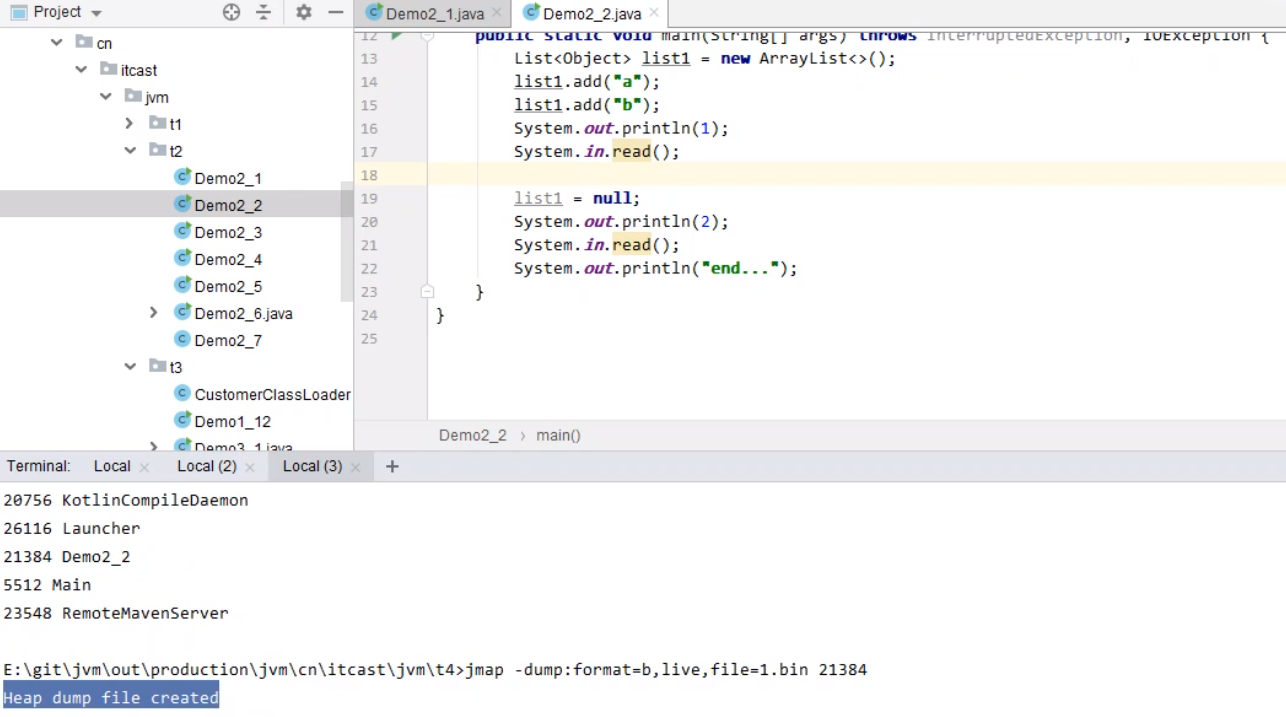 Project
Demo2_1.java
Demo2_2.java
cn
itcast
jvm
t1
t2
Demo2_1
Demo2_2
Demo2_3
Demo2_4
Demo2_5
Demo2_6.java
Demo2_7
t3
CustomerClassLoader
Demo1_12
Demo3_1.java
12 public static void main(String[] args) throws InterruptedException, IOException {
13 List<Object> list1 = new ArrayList<>();
14 list1.add("a");
15 list1.add("b");
16 System.out.println(1);
17 System.in.read();
18
19 list1 = null;
20 System.out.println(2);
21 System.in.read();
22 System.out.println("end...");
23 }
24 }
25
Demo2_2 › main()
Terminal: Local × Local (2) × Local (3) × +
20756 KotlinCompileDaemon
26116 Launcher
21384 Demo2_2
5512 Main
23548 RemoteMavenServer
E:\git\jvm\out\production\jvm\cn\itcast\jvm\t4>jmap -dump:format=b,live,file=1.bin 21384
Heap dump file created